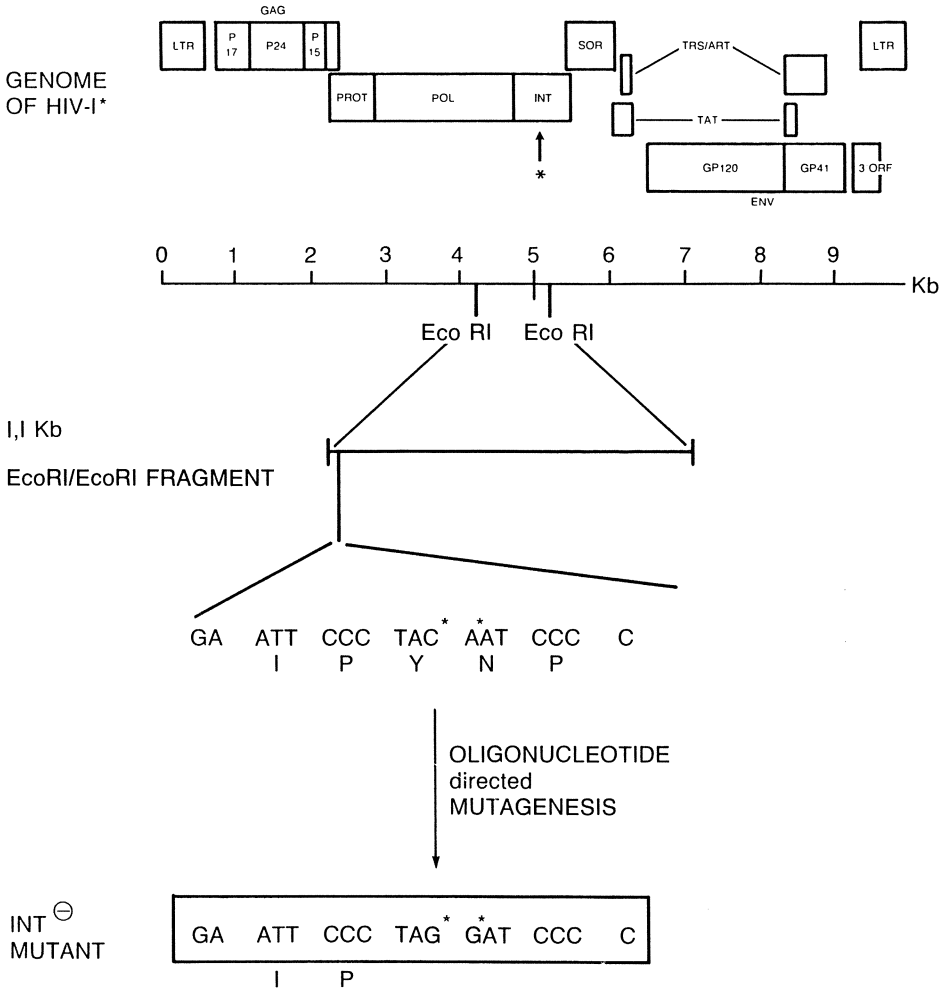 GAG
LTR
P
17
P24
P
15
SOR
TRS/ART
LTR
GENOME
OF HIV-I*
PROT
POL
INT
TAT
*
GP120
GP41
3 ORF
ENV
0 1 2 3 4 5 6 7 8 9
Kb
Eco RI Eco RI
I,I Kb
EcoRI/EcoRI FRAGMENT
* *
GA ATT CCC TAC AAT CCC C
I P Y N P
OLIGONUCLEOTIDE
directed
MUTAGENESIS
INT ⊖
MUTANT
* *
GA ATT CCC TAG GAT CCC C
I P